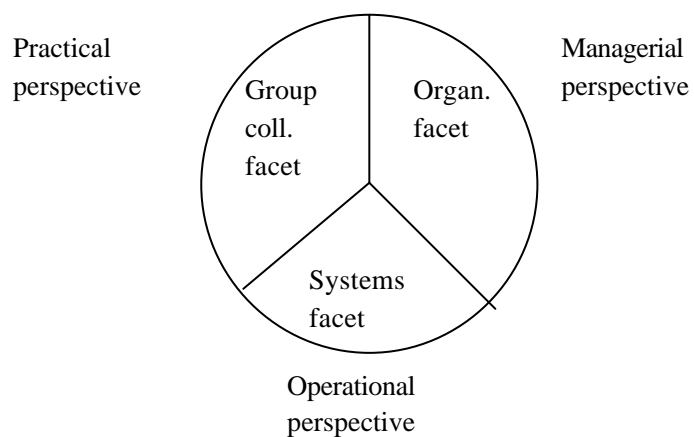 Practical
perspective
Group
coll.
facet
Organ.
facet
Managerial
perspective
Systems
facet
Operational
perspective